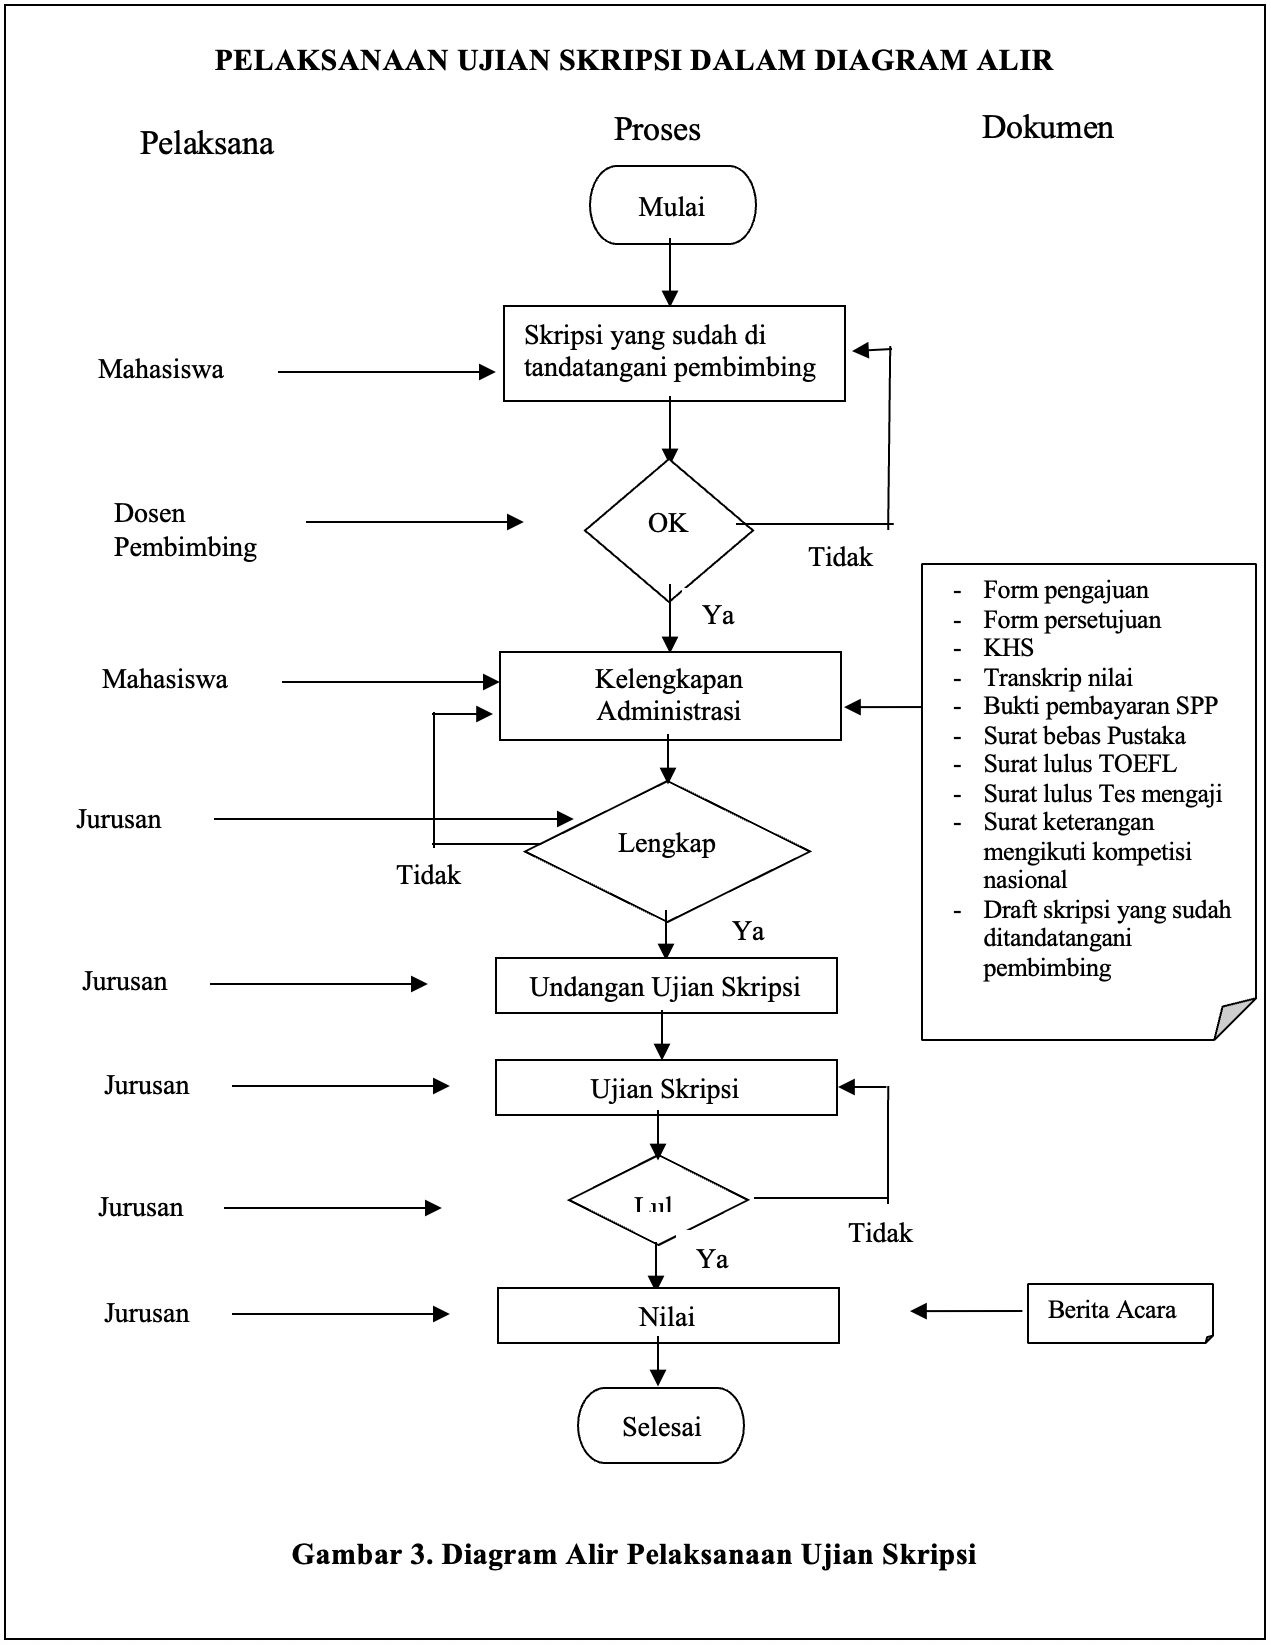 PELAKSANAAN UJIAN SKRIPSI DALAM DIAGRAM ALIR
Pelaksana
Proses
Dokumen
Mulai
Mahasiswa
Skripsi yang sudah di
tandatangani pembimbing
Dosen
Pembimbing
OK
Tidak
Ya
Mahasiswa
Kelengkapan
Administrasi
- Form pengajuan
- Form persetujuan
- KHS
- Transkrip nilai
- Bukti pembayaran SPP
- Surat bebas Pustaka
- Surat lulus TOEFL
- Surat lulus Tes mengaji
- Surat keterangan
mengikuti kompetisi
nasional
- Draft skripsi yang sudah
ditandatangani
pembimbing
Jurusan
Lengkap
Tidak
Ya
Jurusan
Undangan Ujian Skripsi
Jurusan
Ujian Skripsi
Jurusan
Lul
Tidak
Ya
Jurusan
Nilai
Berita Acara
Selesai
Gambar 3. Diagram Alir Pelaksanaan Ujian Skripsi